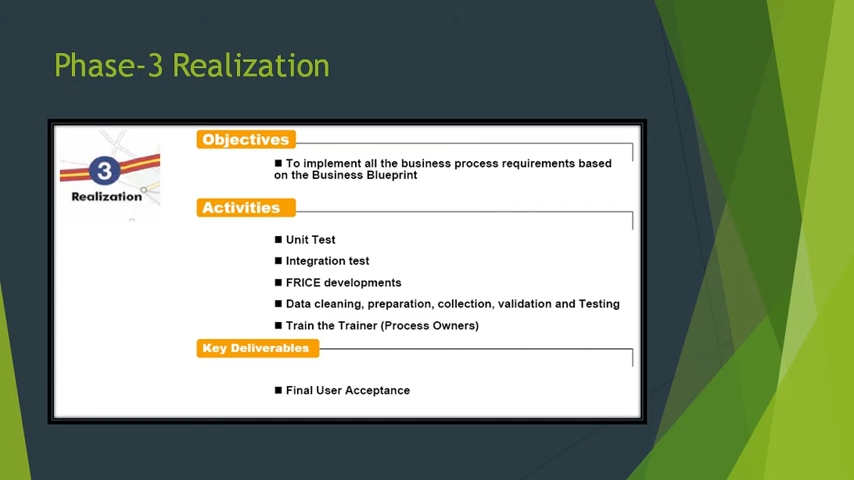 Phase-3 Realization
3
Realization
Objectives
■ To implement all the business process requirements based
on the Business Blueprint
Activities
■ Unit Test
■ Integration test
■ FRICE developments
■ Data cleaning, preparation, collection, validation and Testing
■ Train the Trainer (Process Owners)
Key Deliverables
■ Final User Acceptance